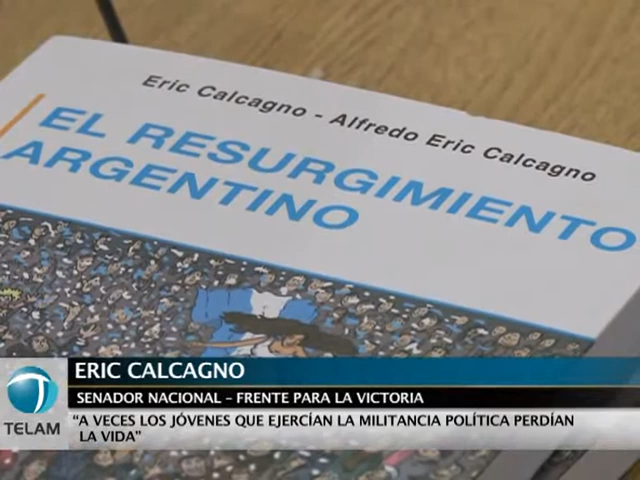 Eric Calcagno - Alfredo Eric Calcagno
EL RESURGIMIENTO
ARGENTINO
ERIC CALCAGNO
SENADOR NACIONAL – FRENTE PARA LA VICTORIA
TELAM
“A VECES LOS JÓVENES QUE EJERCÍAN LA MILITANCIA POLÍTICA PERDÍAN
LA VIDA”